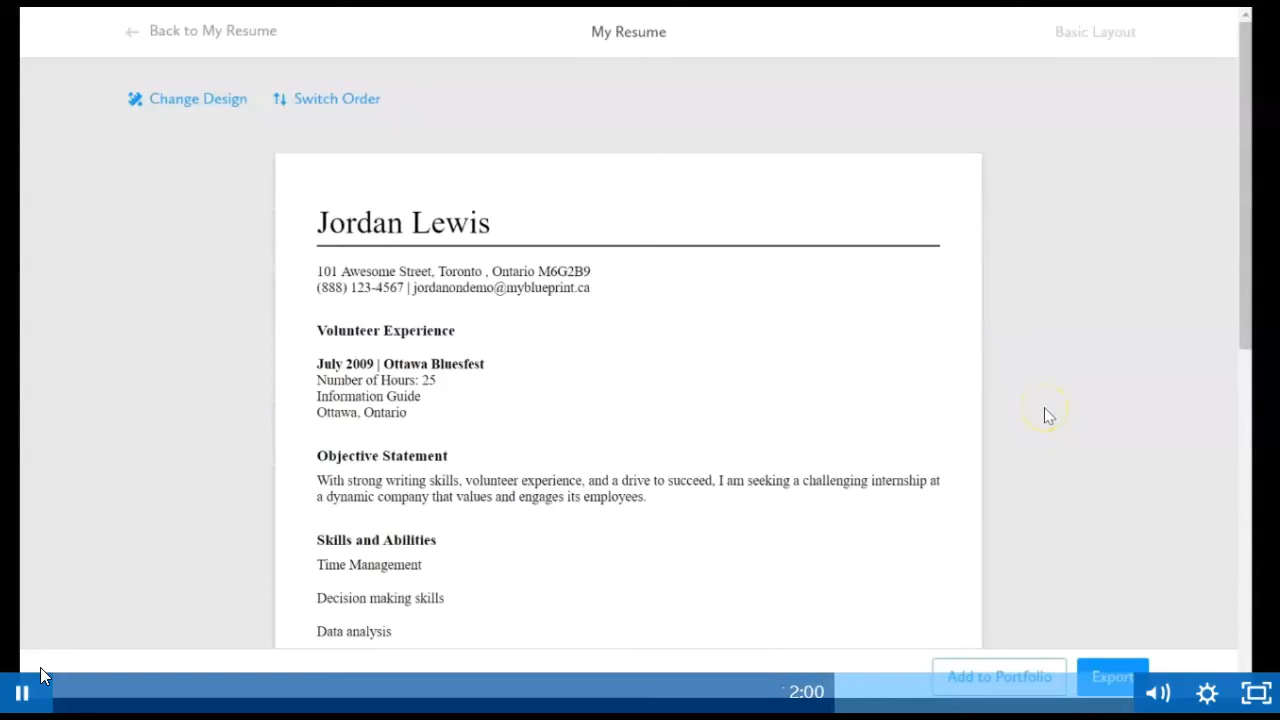 Back to My Resume
My Resume
Basic Layout
Change Design
Switch Order
Jordan Lewis
101 Awesome Street, Toronto , Ontario M6G2B9
(888) 123-4567 | jordanondemo@myblueprint.ca
Volunteer Experience
July 2009 | Ottawa Bluesfest
Number of Hours: 25
Information Guide
Ottawa, Ontario
Objective Statement
With strong writing skills, volunteer experience, and a drive to succeed, I am seeking a challenging internship at
a dynamic company that values and engages its employees.
Skills and Abilities
Time Management
Decision making skills
Data analysis
Add to Portfolio
Export
2:00